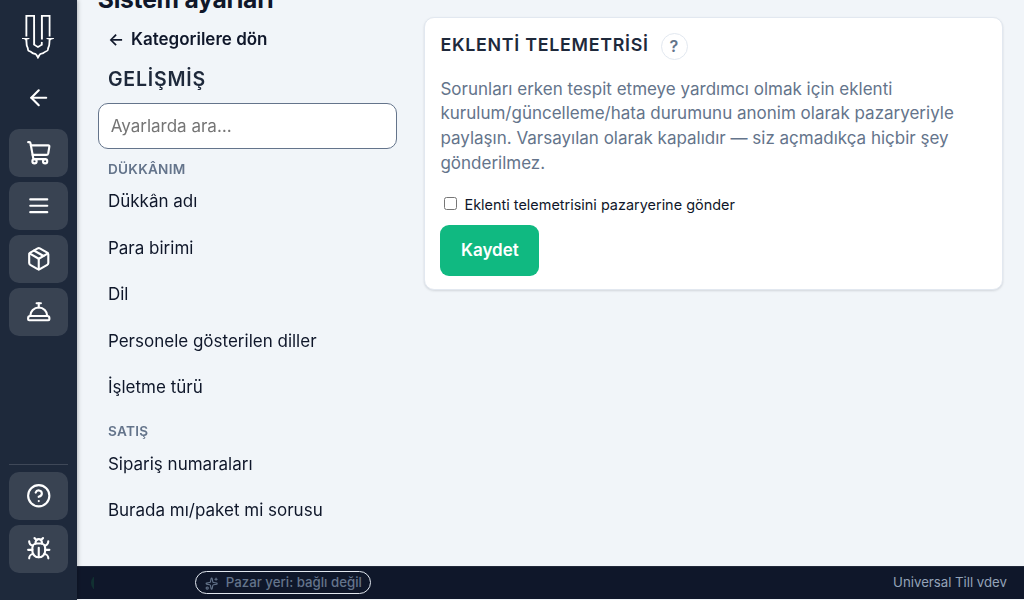 Sistem ayarları
← Kategorilere dön
GELİŞMİŞ
Ayarlarda ara...
DÜKKÂNIM
Dükkân adı
Para birimi
Dil
Personele gösterilen diller
İşletme türü
SATIŞ
Sipariş numaraları
Burada mı/paket mi sorusu
EKLENTİ TELEMETRİSİ ?
Sorunları erken tespit etmeye yardımcı olmak için eklenti
kurulum/güncelleme/hata durumunu anonim olarak pazaryeriyle
paylaşın. Varsayılan olarak kapalıdır — siz açmadıkça hiçbir şey
gönderilmez.
Eklenti telemetrisini pazaryerine gönder
Kaydet
Pazar yeri: bağlı değil
Universal Till vdev